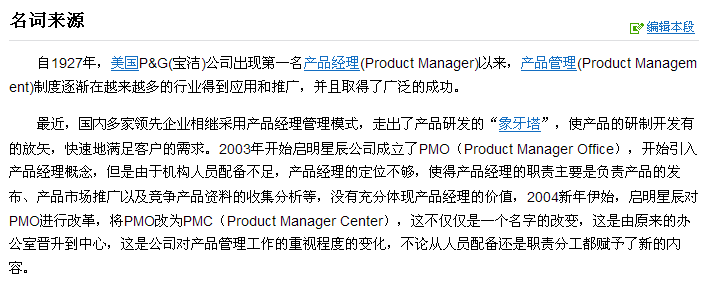 名词来源
编辑本段
自1927年，美国P&G(宝洁)公司出现第一名产品经理(Product Manager)以来，产品管理(Product Managem
ent)制度逐渐在越来越多的行业得到应用和推广，并且取得了广泛的成功。
最近，国内多家领先企业相继采用产品经理管理模式，走出了产品研发的“象牙塔”，使产品的研制开发有
的放矢，快速地满足客户的需求。2003年开始启明星辰公司成立了PMO（Product Manager Office），开始引入
产品经理概念，但是由于机构人员配备不足，产品经理的定位不够，使得产品经理的职责主要是负责产品的发
布、产品市场推广以及竞争产品资料的收集分析等，没有充分体现产品经理的价值，2004新年伊始，启明星辰对
PMO进行改革，将PMO改为PMC（Product Manager Center），这不仅仅是一个名字的改变，这是由原来的办
公室晋升到中心，这是公司对产品管理工作的重视程度的变化，不论从人员配备还是职责分工都赋予了新的内
容。